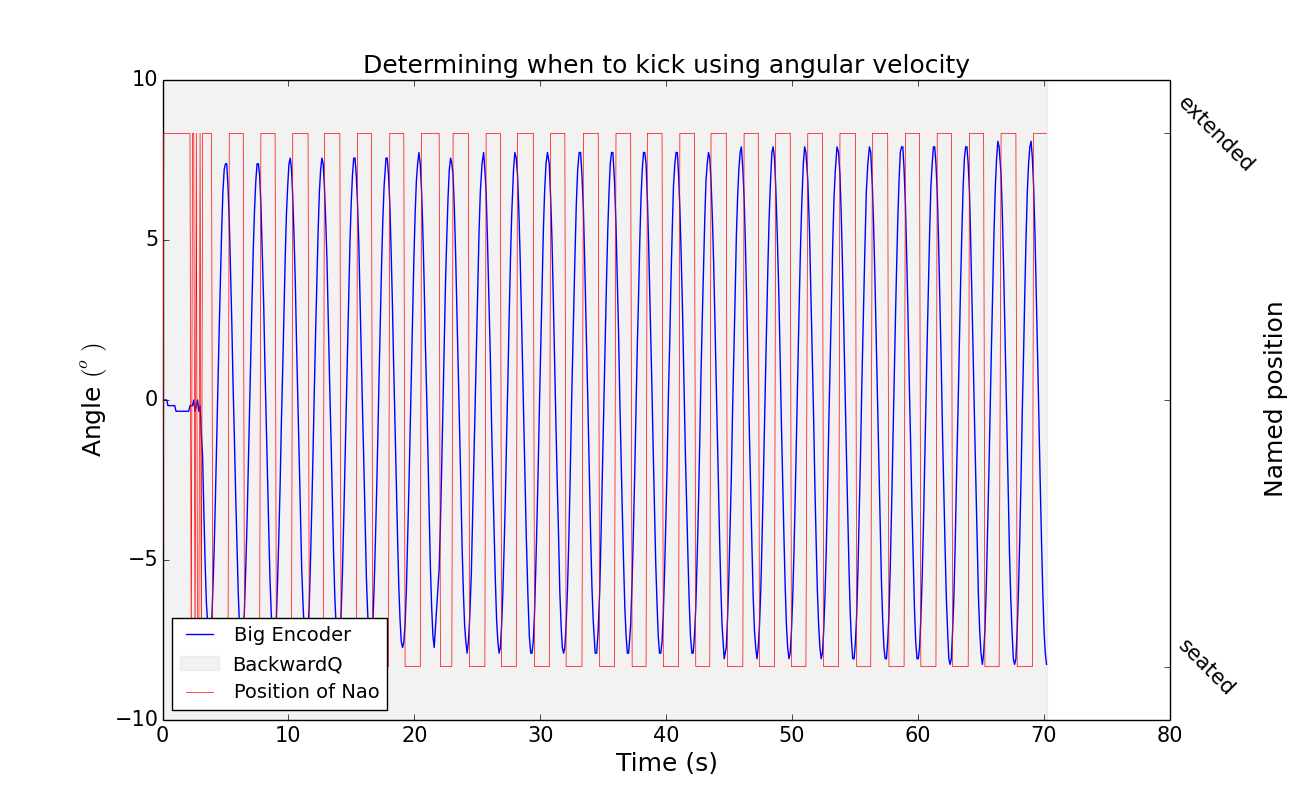 Determining when to kick using angular velocity
10
5
0
−5
−10
Angle (°)
0 10 20 30 40 50 60 70 80
Time (s)
extended
seated
Named position
Big Encoder
BackwardQ
Position of Nao